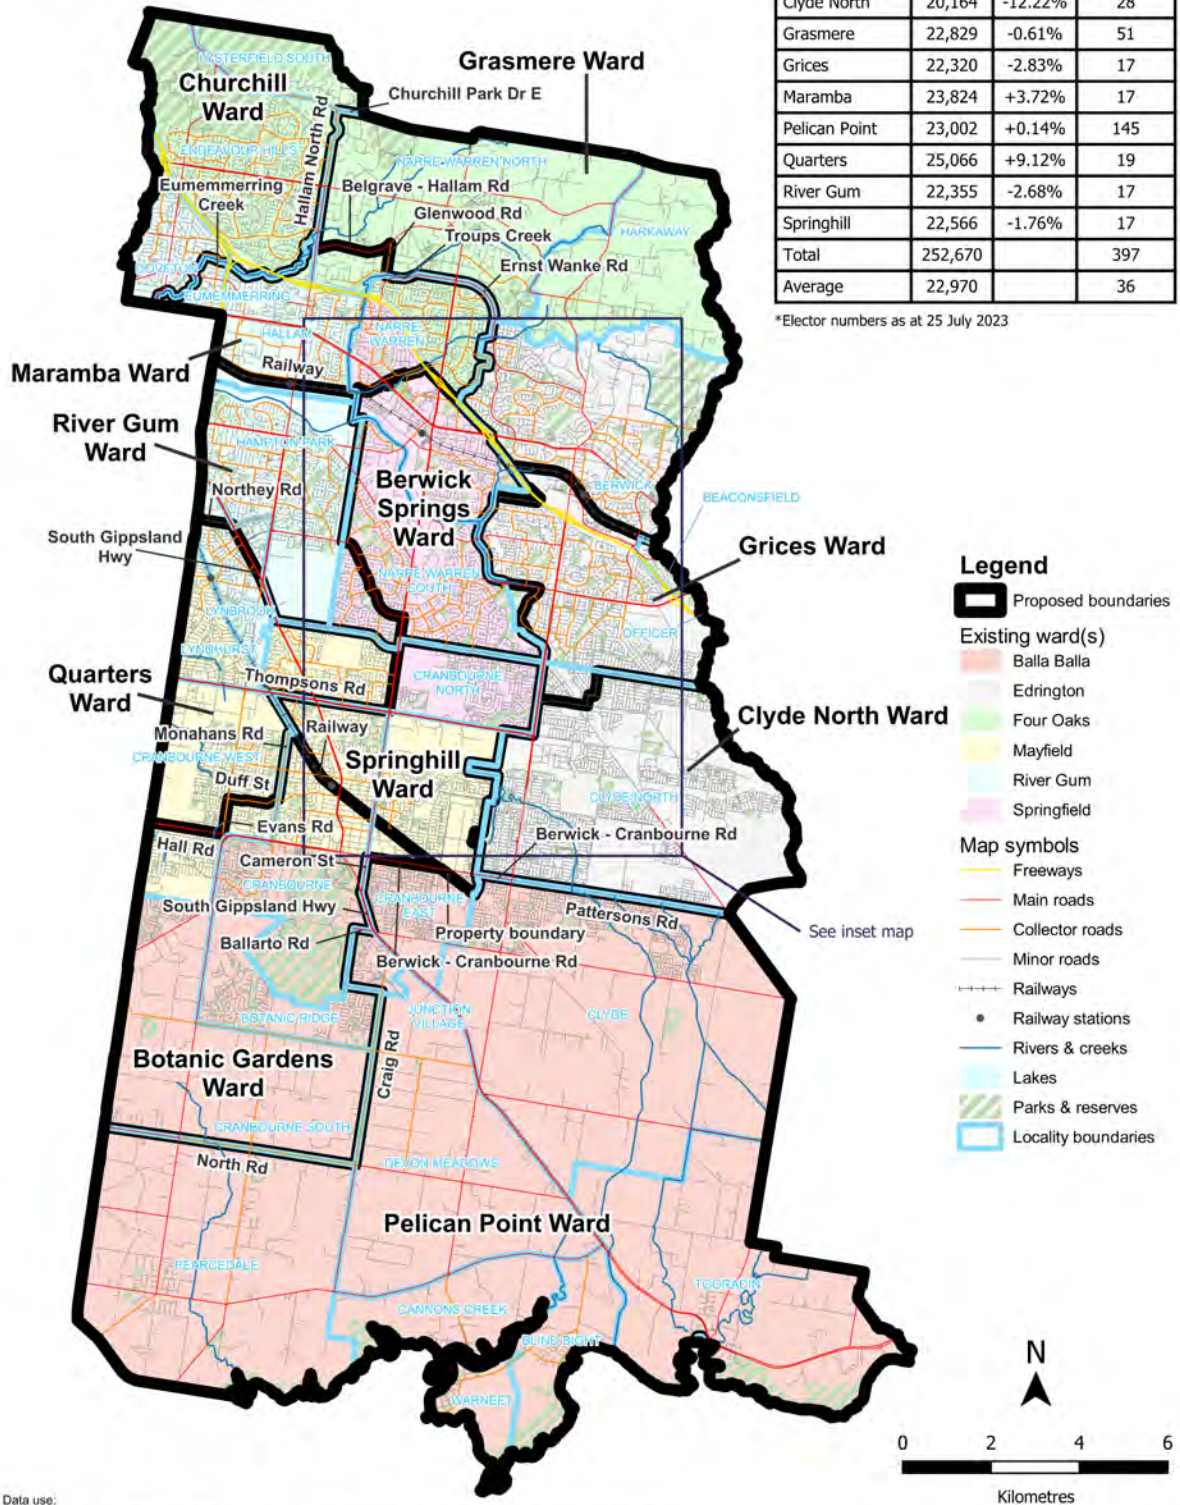 Clyde North 20,164 -12.22% 28
Grasmere 22,829 -0.61% 51
Grices 22,320 -2.83% 17
Maramba 23,824 +3.72% 17
Pelican Point 23,002 +0.14% 145
Quarters 25,066 +9.12% 19
River Gum 22,355 -2.68% 17
Springhill 22,566 -1.76% 17
Total 252,670 397
Average 22,970 36
*Elector numbers as at 25 July 2023
LYSTERFIELD SOUTH
Churchill
Ward
Grasmere Ward
Churchill Park Dr E
Hallam North Rd
ENDEAVOUR HILLS
NARRE WARREN NORTH
Eumemmerring
Creek
Belgrave - Hallam Rd
Glenwood Rd
Troups Creek
HARKAWAY
Ernst Wanke Rd
DOVETON
EUMEMMERRING
HALLAM
NARRE
WARREN
Maramba Ward
Railway
River Gum
Ward
HAMPTON PARK
Northey Rd
Berwick
Springs
Ward
BERWICK
BEACONSFIELD
South Gippsland
Hwy
Grices Ward
NARRE WARREN
SOUTH
LYNBROOK
OFFICER
LYNDHURST
Quarters
Ward
Thompsons Rd
CRANBOURNE
NORTH
Clyde North Ward
Monahans Rd
Railway
CRANBOURNE WEST
Springhill
Ward
Duff St
CLYDE NORTH
Evans Rd
Berwick - Cranbourne Rd
Hall Rd
Cameron St
CRANBOURNE
CRANBOURNE
EAST
South Gippsland Hwy
Pattersons Rd
See inset map
Ballarto Rd
Property boundary
Berwick - Cranbourne Rd
JUNCTION
VILLAGE
CLYDE
BOTANIC RIDGE
Botanic Gardens
Ward
Craig Rd
CRANBOURNE SOUTH
North Rd
DEVON MEADOWS
Pelican Point Ward
PEARCEDALE
TOORADIN
CANNONS CREEK
BLIND BIGHT
WARNEET
Legend
Proposed boundaries
Existing ward(s)
Balla Balla
Edrington
Four Oaks
Mayfield
River Gum
Springfield
Map symbols
Freeways
Main roads
Collector roads
Minor roads
Railways
Railway stations
Rivers & creeks
Lakes
Parks & reserves
Locality boundaries
N
0 2 4 6
Kilometres
Data use: